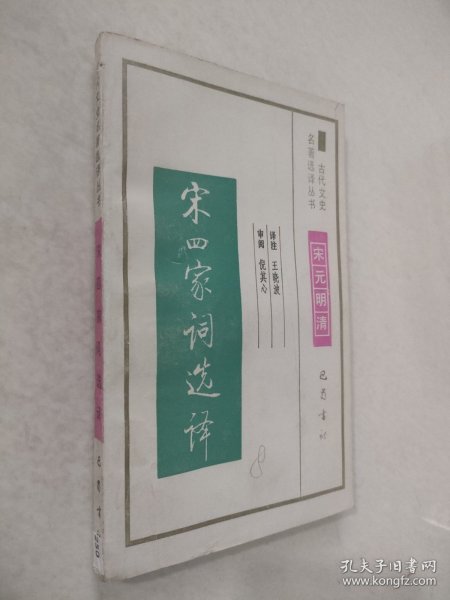 古代文史
名著选译丛书
宋元明清
巴蜀书社
译注 王晓波
审阅 倪其心
宋四家词选译
8
孔夫子旧书网
www.kongfz.com